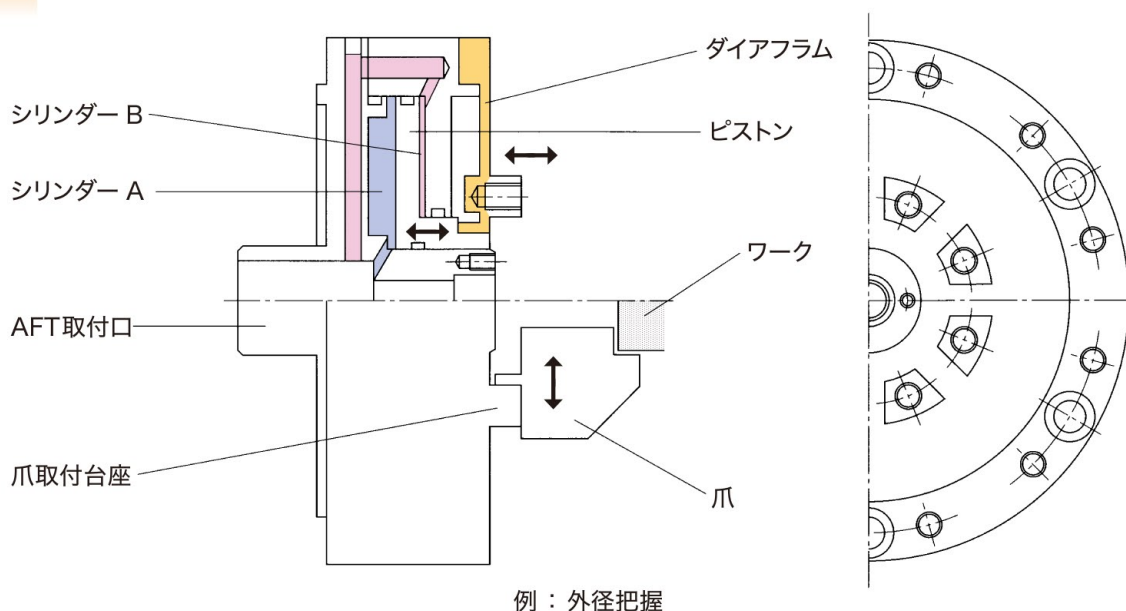 シリンダー B
シリンダー A
AFT取付口
爪取付台座
ダイアフラム
ピストン
ワーク
爪
例 : 外径把握